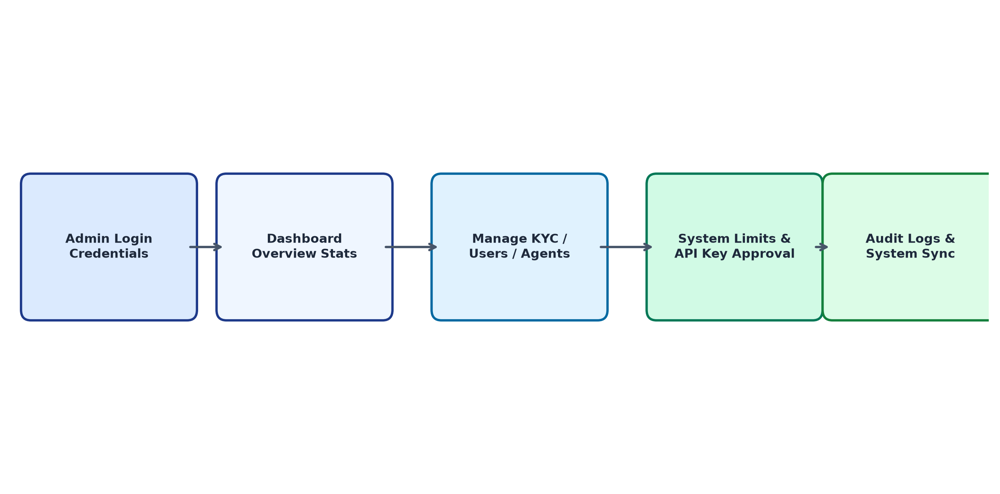 Admin Login
Credentials
Dashboard
Overview Stats
Manage KYC /
Users / Agents
System Limits &
API Key Approval
Audit Logs &
System Sync